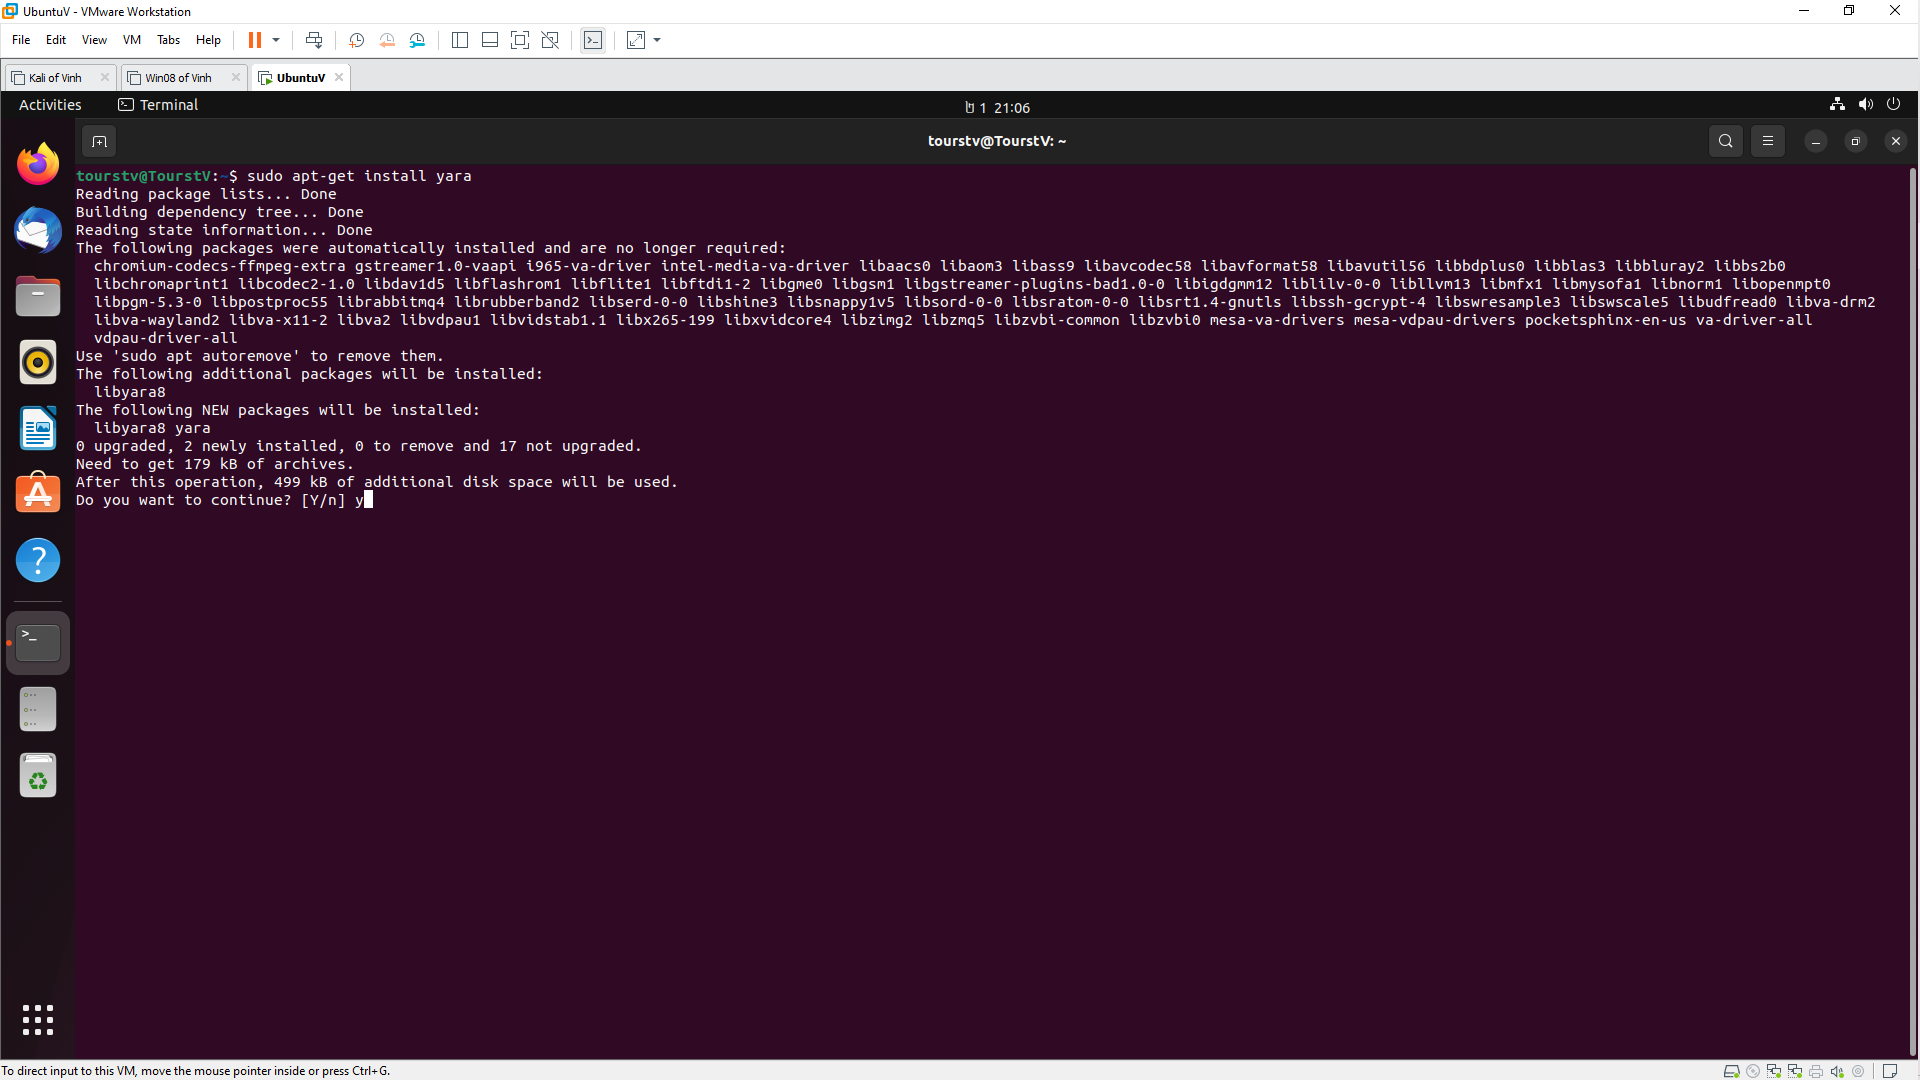 UbuntuV - VMware Workstation
File Edit View VM Tabs Help
Kali of Vinh
Win08 of Vinh
UbuntuV
Activities
Terminal
1 21:06
tourstv@TourstV: ~
tourstv@TourstV:~$ sudo apt-get install yara
Reading package lists... Done
Building dependency tree... Done
Reading state information... Done
The following packages were automatically installed and are no longer required:
chromium-codecs-ffmpeg-extra gstreamer1.0-vaapi i965-va-driver intel-media-va-driver libaacs0 libaom3 libass9 libavcodec58 libavformat58 libavutil56 libbdplus0 libblas3 libbluray2 libbs2b0
libchromaprint1 libcodec2-1.0 libdav1d5 libflashrom1 libflite1 libftdi1-2 libgme0 libgsm1 libgstreamer-plugins-bad1.0-0 libigdgmm12 liblilv-0-0 libllvm13 libmfx1 libmysofa1 libnorm1 libopenmpt0
libpgm-5.3-0 libpostproc55 librabbitmq4 librubberband2 libserd-0-0 libshine3 libsnappy1v5 libsord-0-0 libsratom-0-0 libsrt1.4-gnutls libssh-gcrypt-4 libswresample3 libswscale5 libudfread0 libva-drm2
libva-wayland2 libva-x11-2 libva2 libvdpau1 libvidstab1.1 libx265-199 libxvidcore4 libzimg2 libzmq5 libzvbi-common libzvbi0 mesa-va-drivers mesa-vdpau-drivers pocketsphinx-en-us va-driver-all
vdpau-driver-all
Use 'sudo apt autoremove' to remove them.
The following additional packages will be installed:
libyara8
The following NEW packages will be installed:
libyara8 yara
0 upgraded, 2 newly installed, 0 to remove and 17 not upgraded.
Need to get 179 kB of archives.
After this operation, 499 kB of additional disk space will be used.
Do you want to continue? [Y/n] y
To direct input to this VM, move the mouse pointer inside or press Ctrl+G.